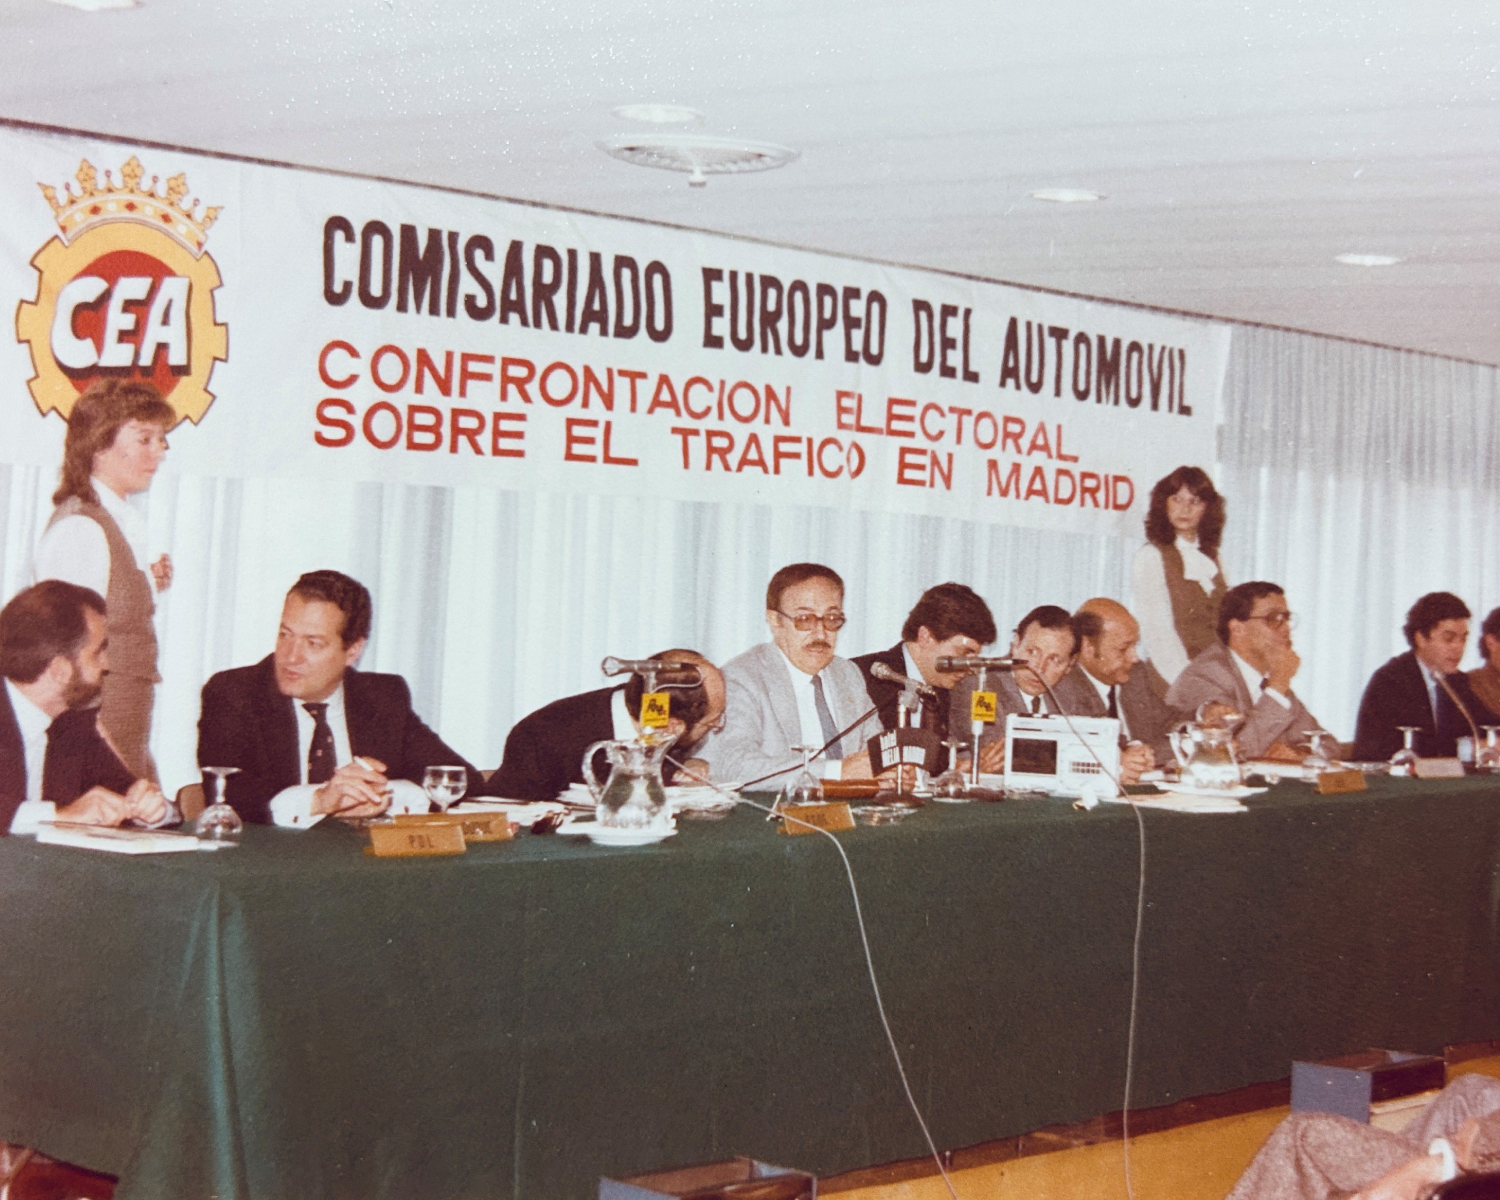 CEA
COMISARIADO EUROPEO DEL AUTOMOVIL
CONFRONTACION ELECTORAL
SOBRE EL TRAFICO EN MADRID
PDL